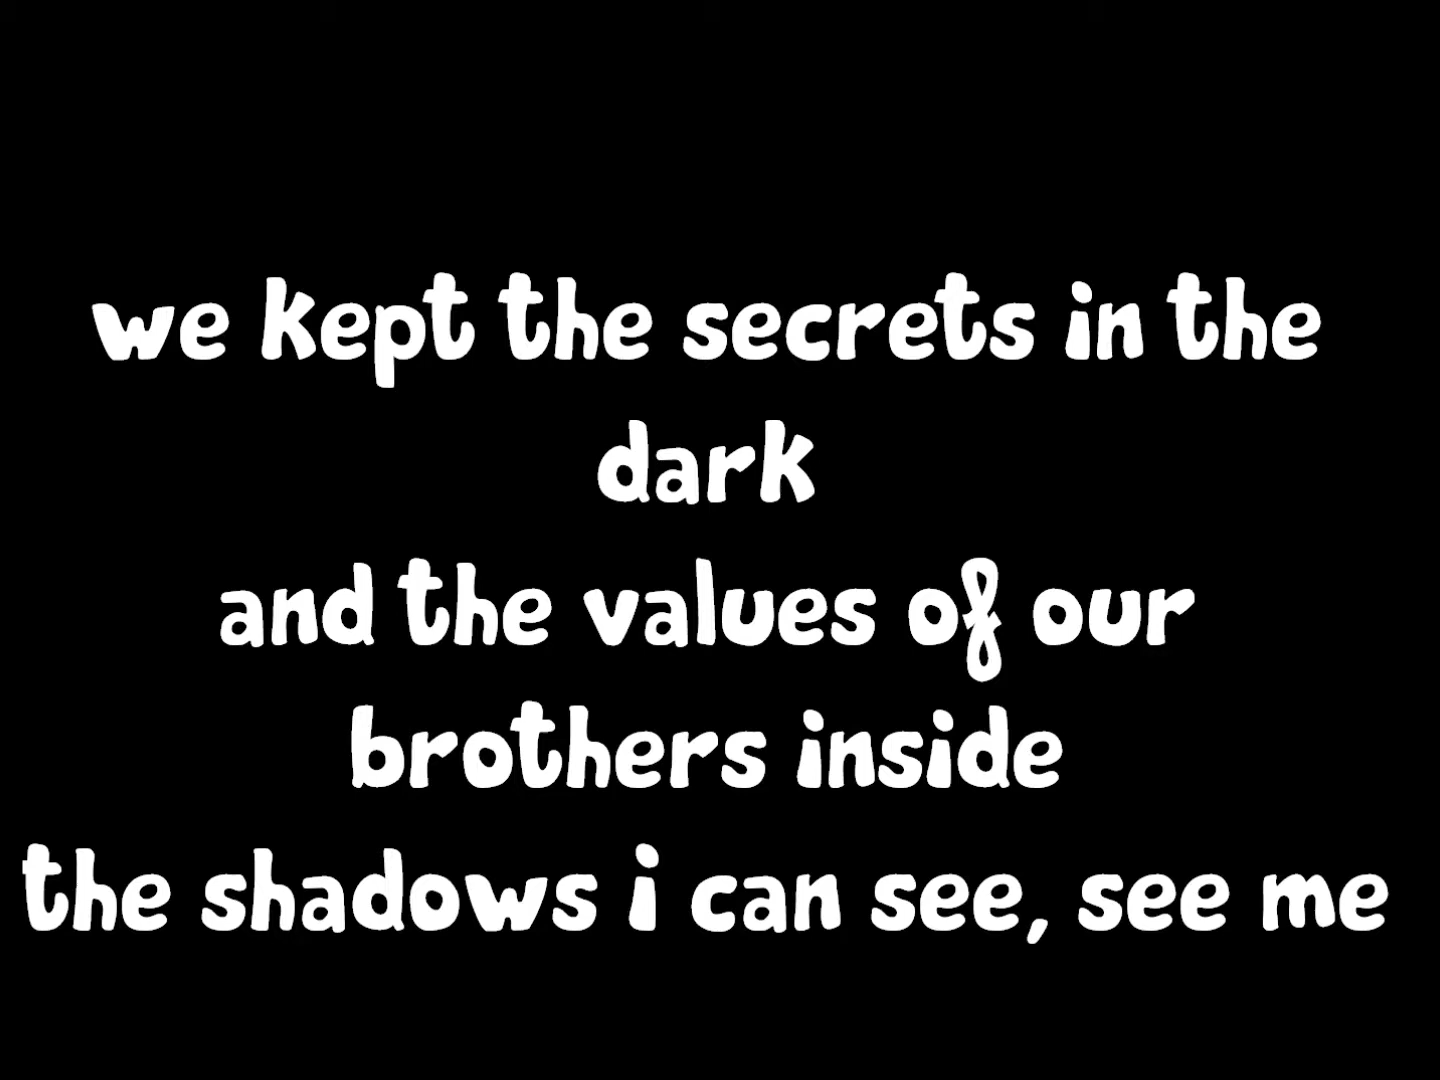 we kept the secrets in the
dark
and the values of our
brothers inside
the shadows i can see, see me